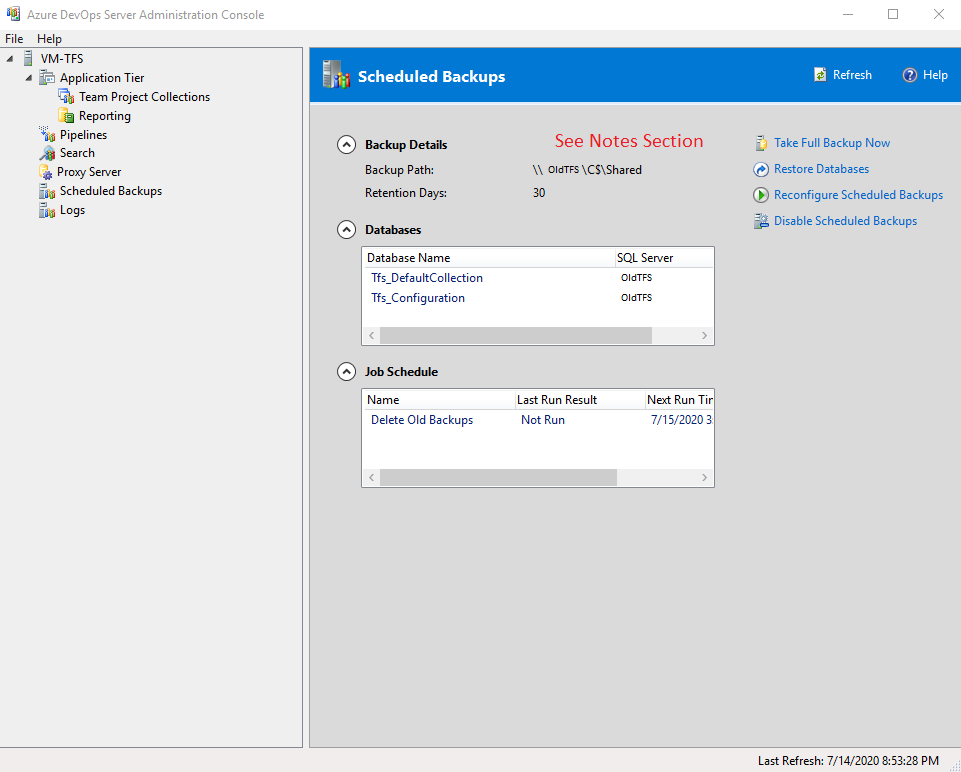 Azure DevOps Server Administration Console
File Help
VM-TFS
Application Tier
Team Project Collections
Reporting
Pipelines
Search
Proxy Server
Scheduled Backups
Logs
Scheduled Backups
Refresh
Help
Backup Details
See Notes Section
Backup Path: \\ OldTFS \C$\Shared
Retention Days: 30
Take Full Backup Now
Restore Databases
Reconfigure Scheduled Backups
Disable Scheduled Backups
Databases
Database Name SQL Server
Tfs_DefaultCollection OldTFS
Tfs_Configuration OldTFS
Job Schedule
Name Last Run Result Next Run Tir
Delete Old Backups Not Run 7/15/2020 3
Last Refresh: 7/14/2020 8:53:28 PM